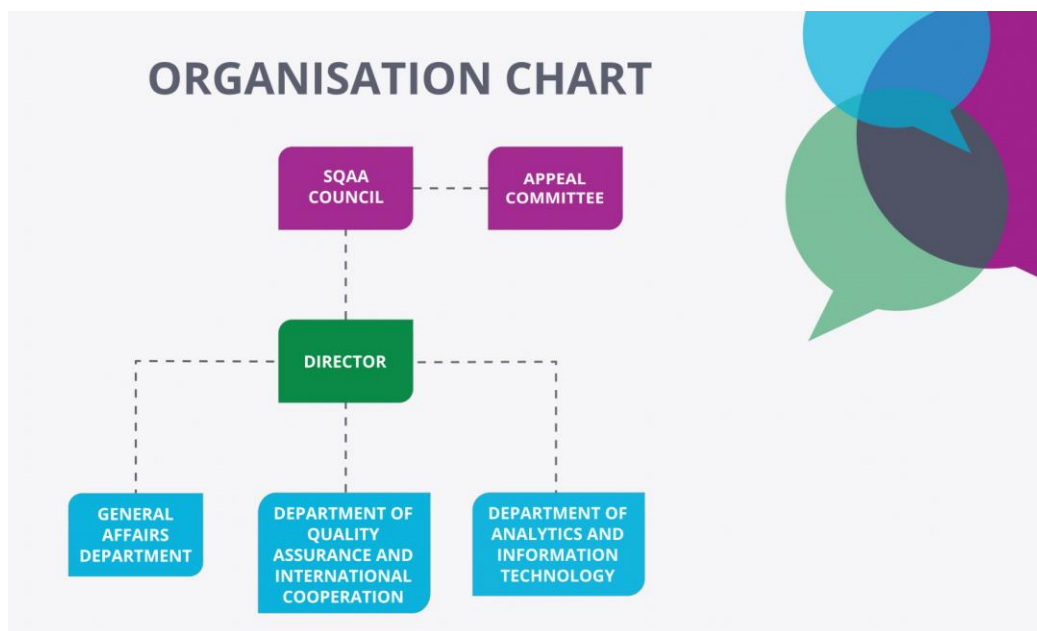 ORGANISATION CHART
SQAA
COUNCIL
APPEAL
COMMITTEE
DIRECTOR
GENERAL
AFFAIRS
DEPARTMENT
DEPARTMENT OF
QUALITY
ASSURANCE AND
INTERNATIONAL
COOPERATION
DEPARTMENT OF
ANALYTICS AND
INFORMATION
TECHNOLOGY